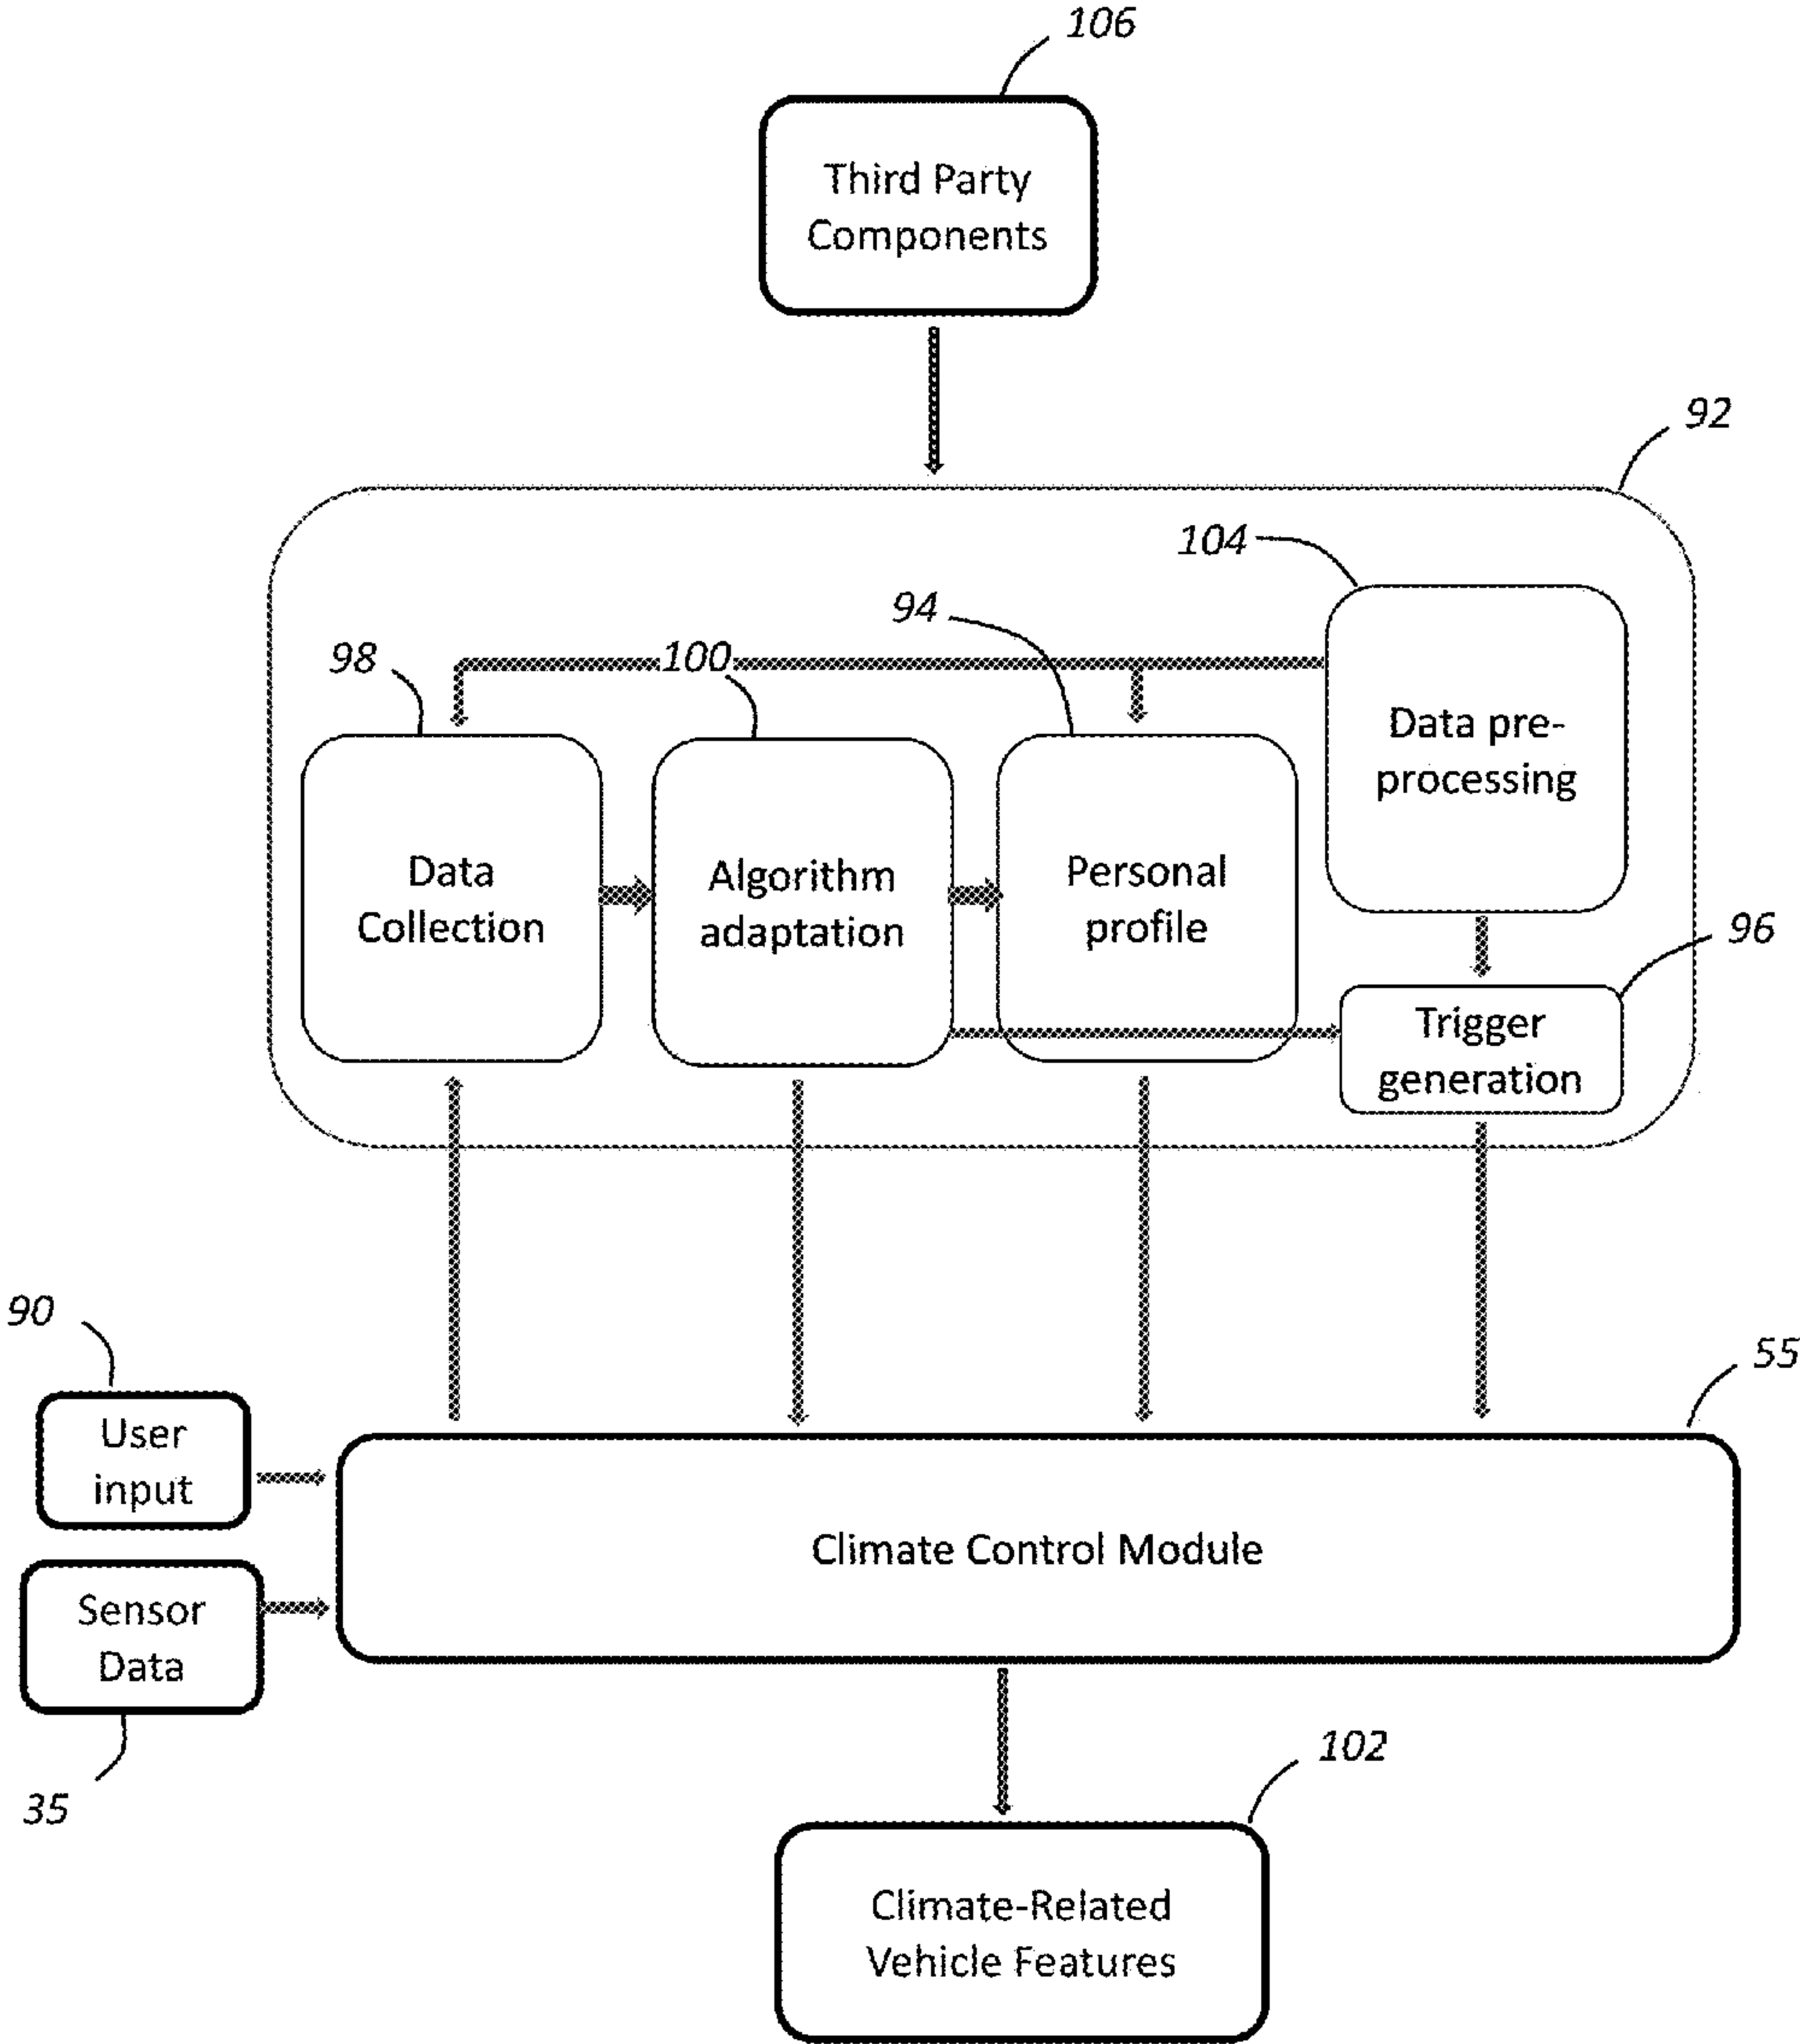 106
Third Party
Components
92
104
94
98
100
Data pre-
processing
Data
Collection
Algorithm
adaptation
Personal
profile
96
Trigger
generation
90
55
User
input
Climate Control Module
Sensor
Data
35
102
Climate-Related
Vehicle Features